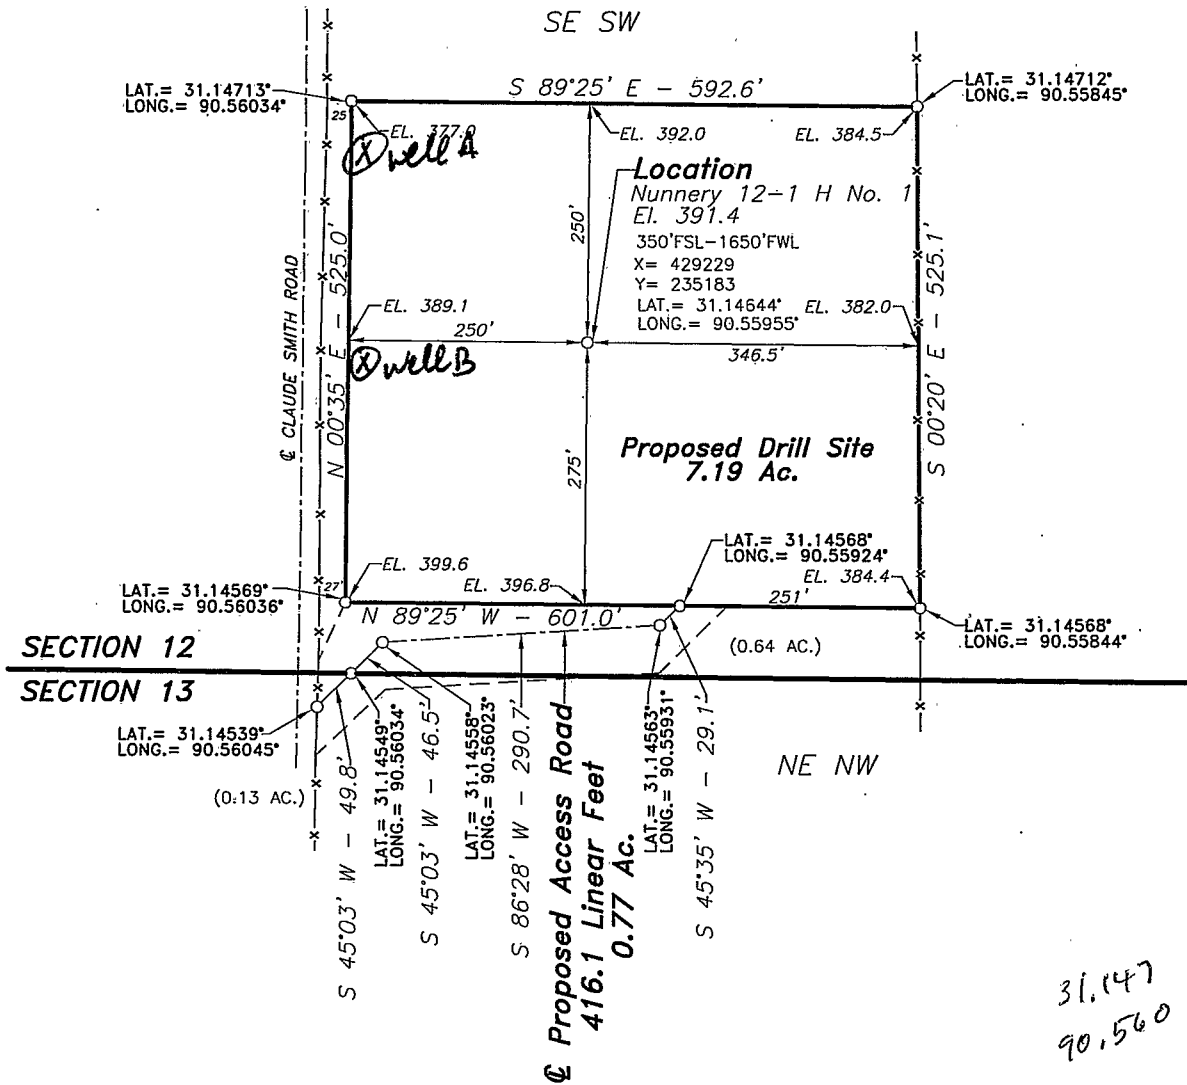 SE SW
LAT.= 31.14713°
LONG.= 90.56034°
S 89°25' E - 592.6'
LAT.= 31.14712°
LONG.= 90.55845°
25'
EL. 377.0
EL. 392.0
EL. 384.5
X well A
Location
Nunnery 12-1 H No. 1
El. 391.4
350'FSL-1650'FWL
X= 429229
Y= 235183
LAT.= 31.14644°
LONG.= 90.55955°
250'
N 00°35' E - 525.0'
S 00°20' E - 525.1'
℄ CLAUDE SMITH ROAD
EL. 389.1
EL. 382.0
250'
346.5'
X well B
275'
Proposed Drill Site
7.19 Ac.
LAT.= 31.14568°
LONG.= 90.55924°
EL. 399.6
EL. 396.8
EL. 384.4
LAT.= 31.14569°
LONG.= 90.56036°
27'
251'
N 89°25' W - 601.0'
LAT.= 31.14568°
LONG.= 90.55844°
(0.64 AC.)
SECTION 12
SECTION 13
LAT.= 31.14539°
LONG.= 90.56045°
(0.13 AC.)
NE NW
S 45°03' W - 49.8'
LAT.= 31.14549°
LONG.= 90.56034°
S 45°03' W - 46.5'
LAT.= 31.14558°
LONG.= 90.56023°
S 86°28' W - 290.7'
℄ Proposed Access Road
416.1 Linear Feet
0.77 Ac.
LAT.= 31.14563°
LONG.= 90.55931°
S 45°35' W - 29.1'
31.147
90.560